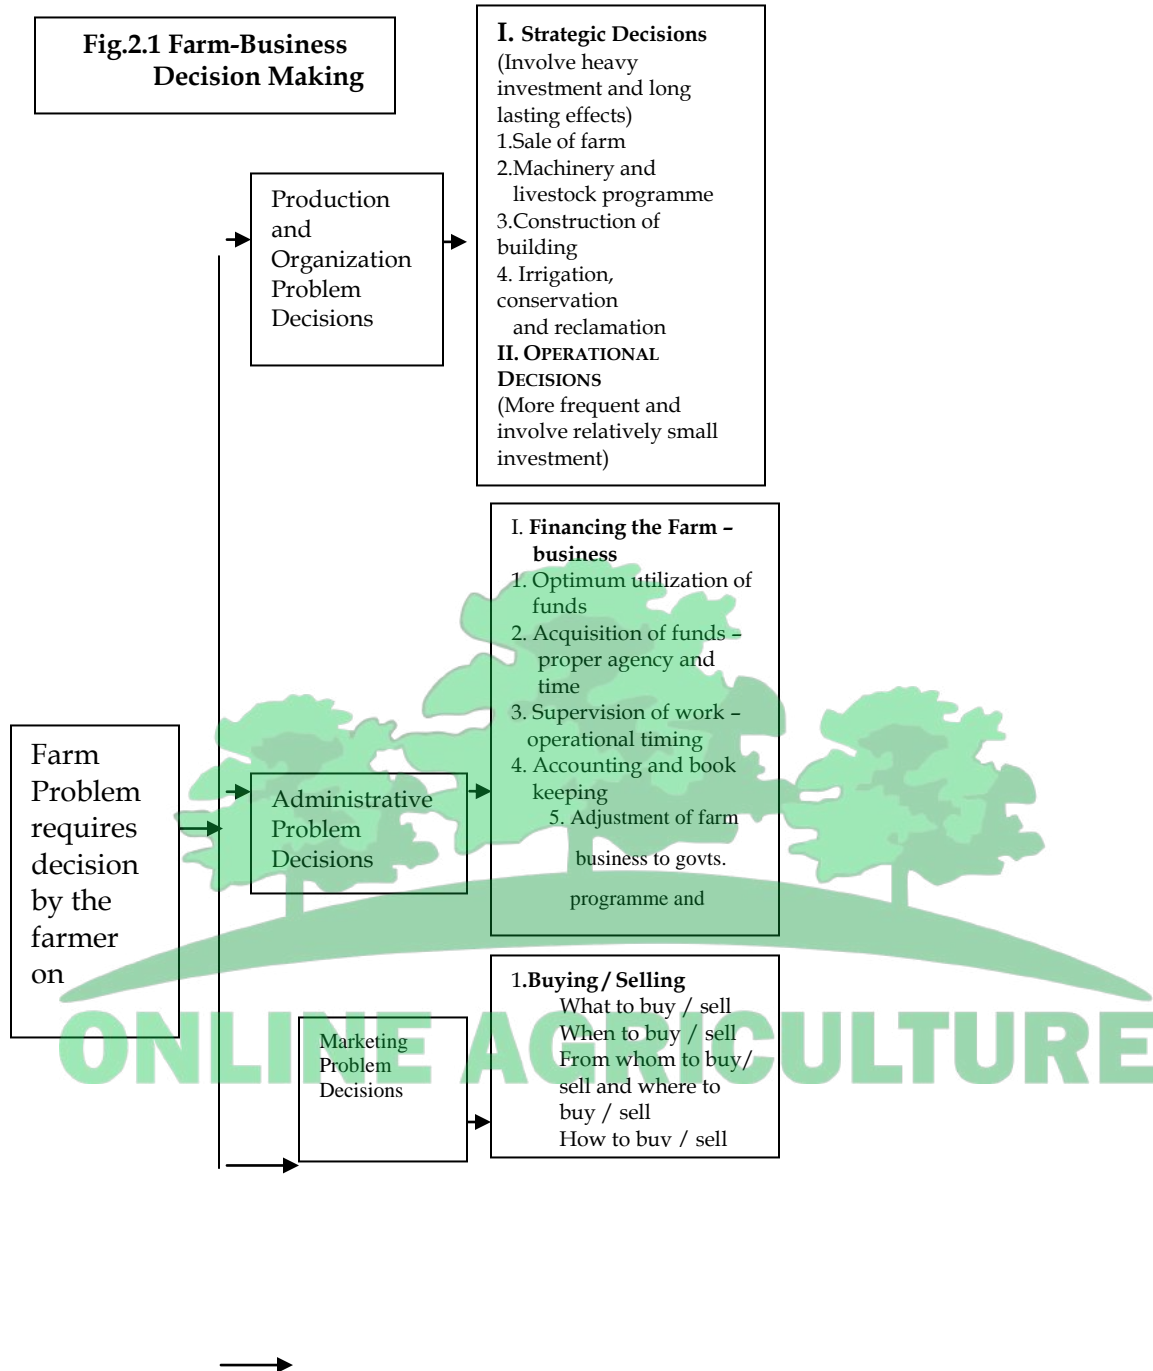 Fig.2.1 Farm-Business
Decision Making
I. Strategic Decisions
(Involve heavy
investment and long
lasting effects)
1.Sale of farm
2.Machinery and
livestock programme
3.Construction of
building
4. Irrigation,
conservation
and reclamation
II. OPERATIONAL
DECISIONS
(More frequent and
involve relatively small
investment)
Production
and
Organization
Problem
Decisions
I. Financing the Farm –
business
1. Optimum utilization of
funds
2. Acquisition of funds –
proper agency and
time
3. Supervision of work –
operational timing
4. Accounting and book
keeping
5. Adjustment of farm
business to govts.
programme and
Farm
Problem
requires
decision
by the
farmer
on
Administrative
Problem
Decisions
1.Buying / Selling
What to buy / sell
When to buy / sell
From whom to buy/
sell and where to
buy / sell
How to buy / sell
Marketing
Problem
Decisions
ONLINE AGRICULTURE